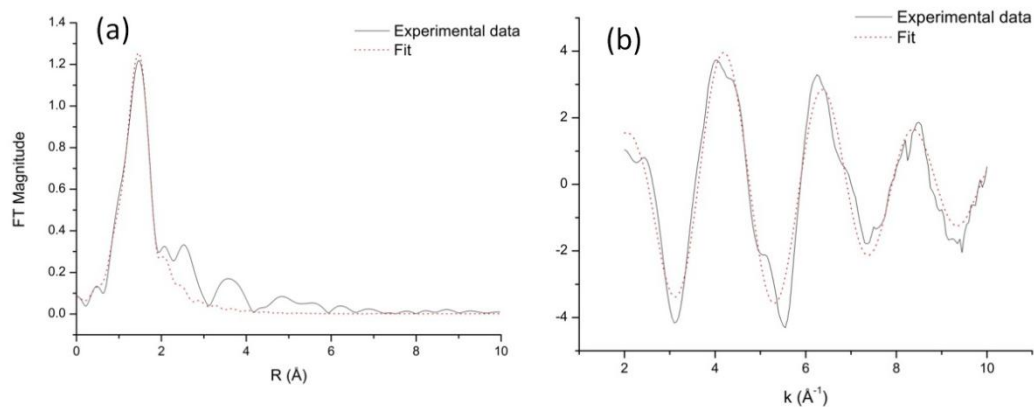 (a)
Experimental data
Fit
1.4
1.2
1.0
0.8
0.6
0.4
0.2
0.0
FT Magnitude
0 2 4 6 8 10
R (Å)
(b)
Experimental data
Fit
4
2
0
-2
-4
2 4 6 8 10
k (Å⁻¹)